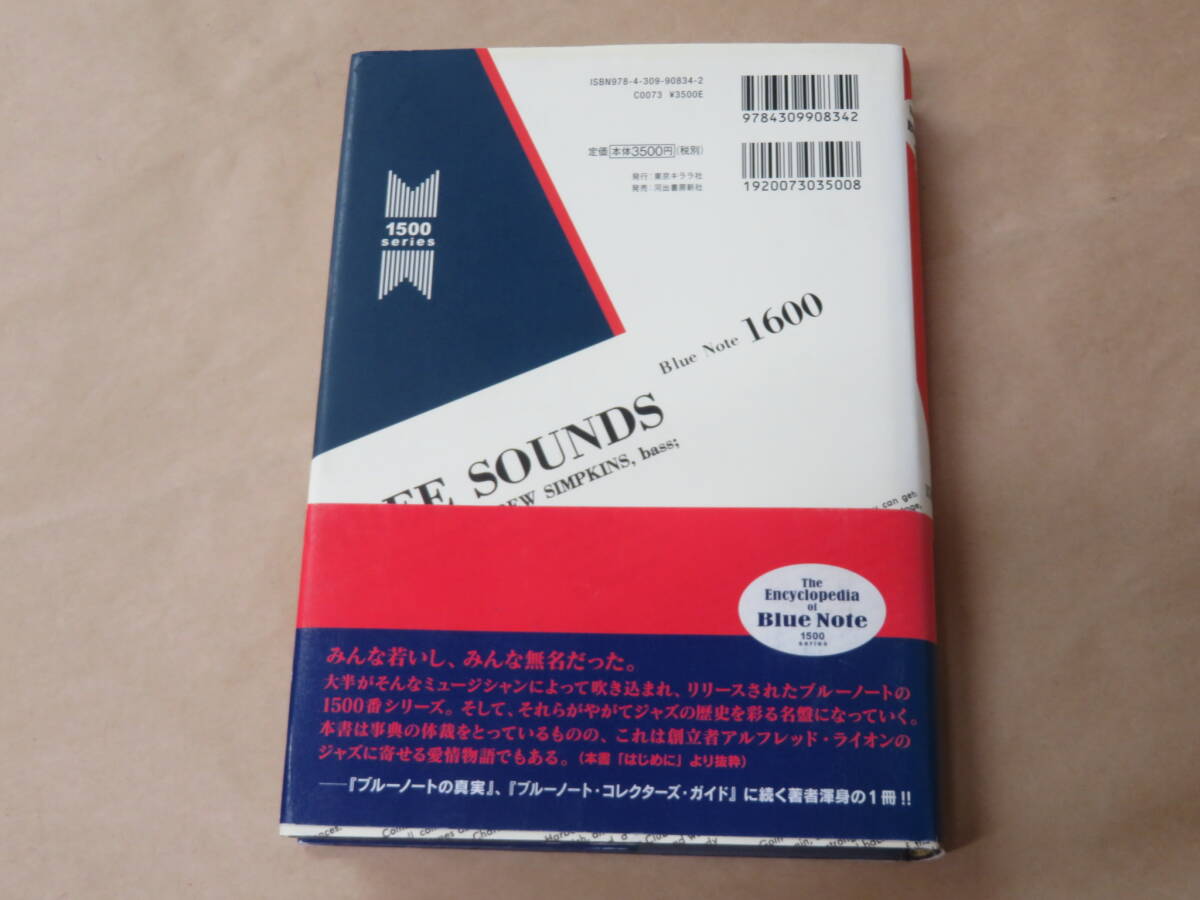 ISBN978-4-309-90834-2
C0073 ¥3500E
9784309908342
定価 本体3500円 (税別)
発行：東京キララ社
発売：河出書房新社
1920073035008
1500
series
Blue Note 1600
EE SOUNDS
REW SIMPKINS, bass;
can get
The
Encyclopedia
of
Blue Note
1500
series
みんな若いし、みんな無名だった。
大半がそんなミュージシャンによって吹き込まれ、リリースされたブルーノートの
1500番シリーズ。そして、それらがやがてジャズの歴史を彩る名盤になっていく。
本書は事典の体裁をとっているものの、これは創立者アルフレッド・ライオンの
ジャズに寄せる愛情物語でもある。（本書「はじめに」より抜粋）
──『ブルーノートの真実』、『ブルーノート・コレクターズ・ガイド』に続く著者渾身の1冊!!